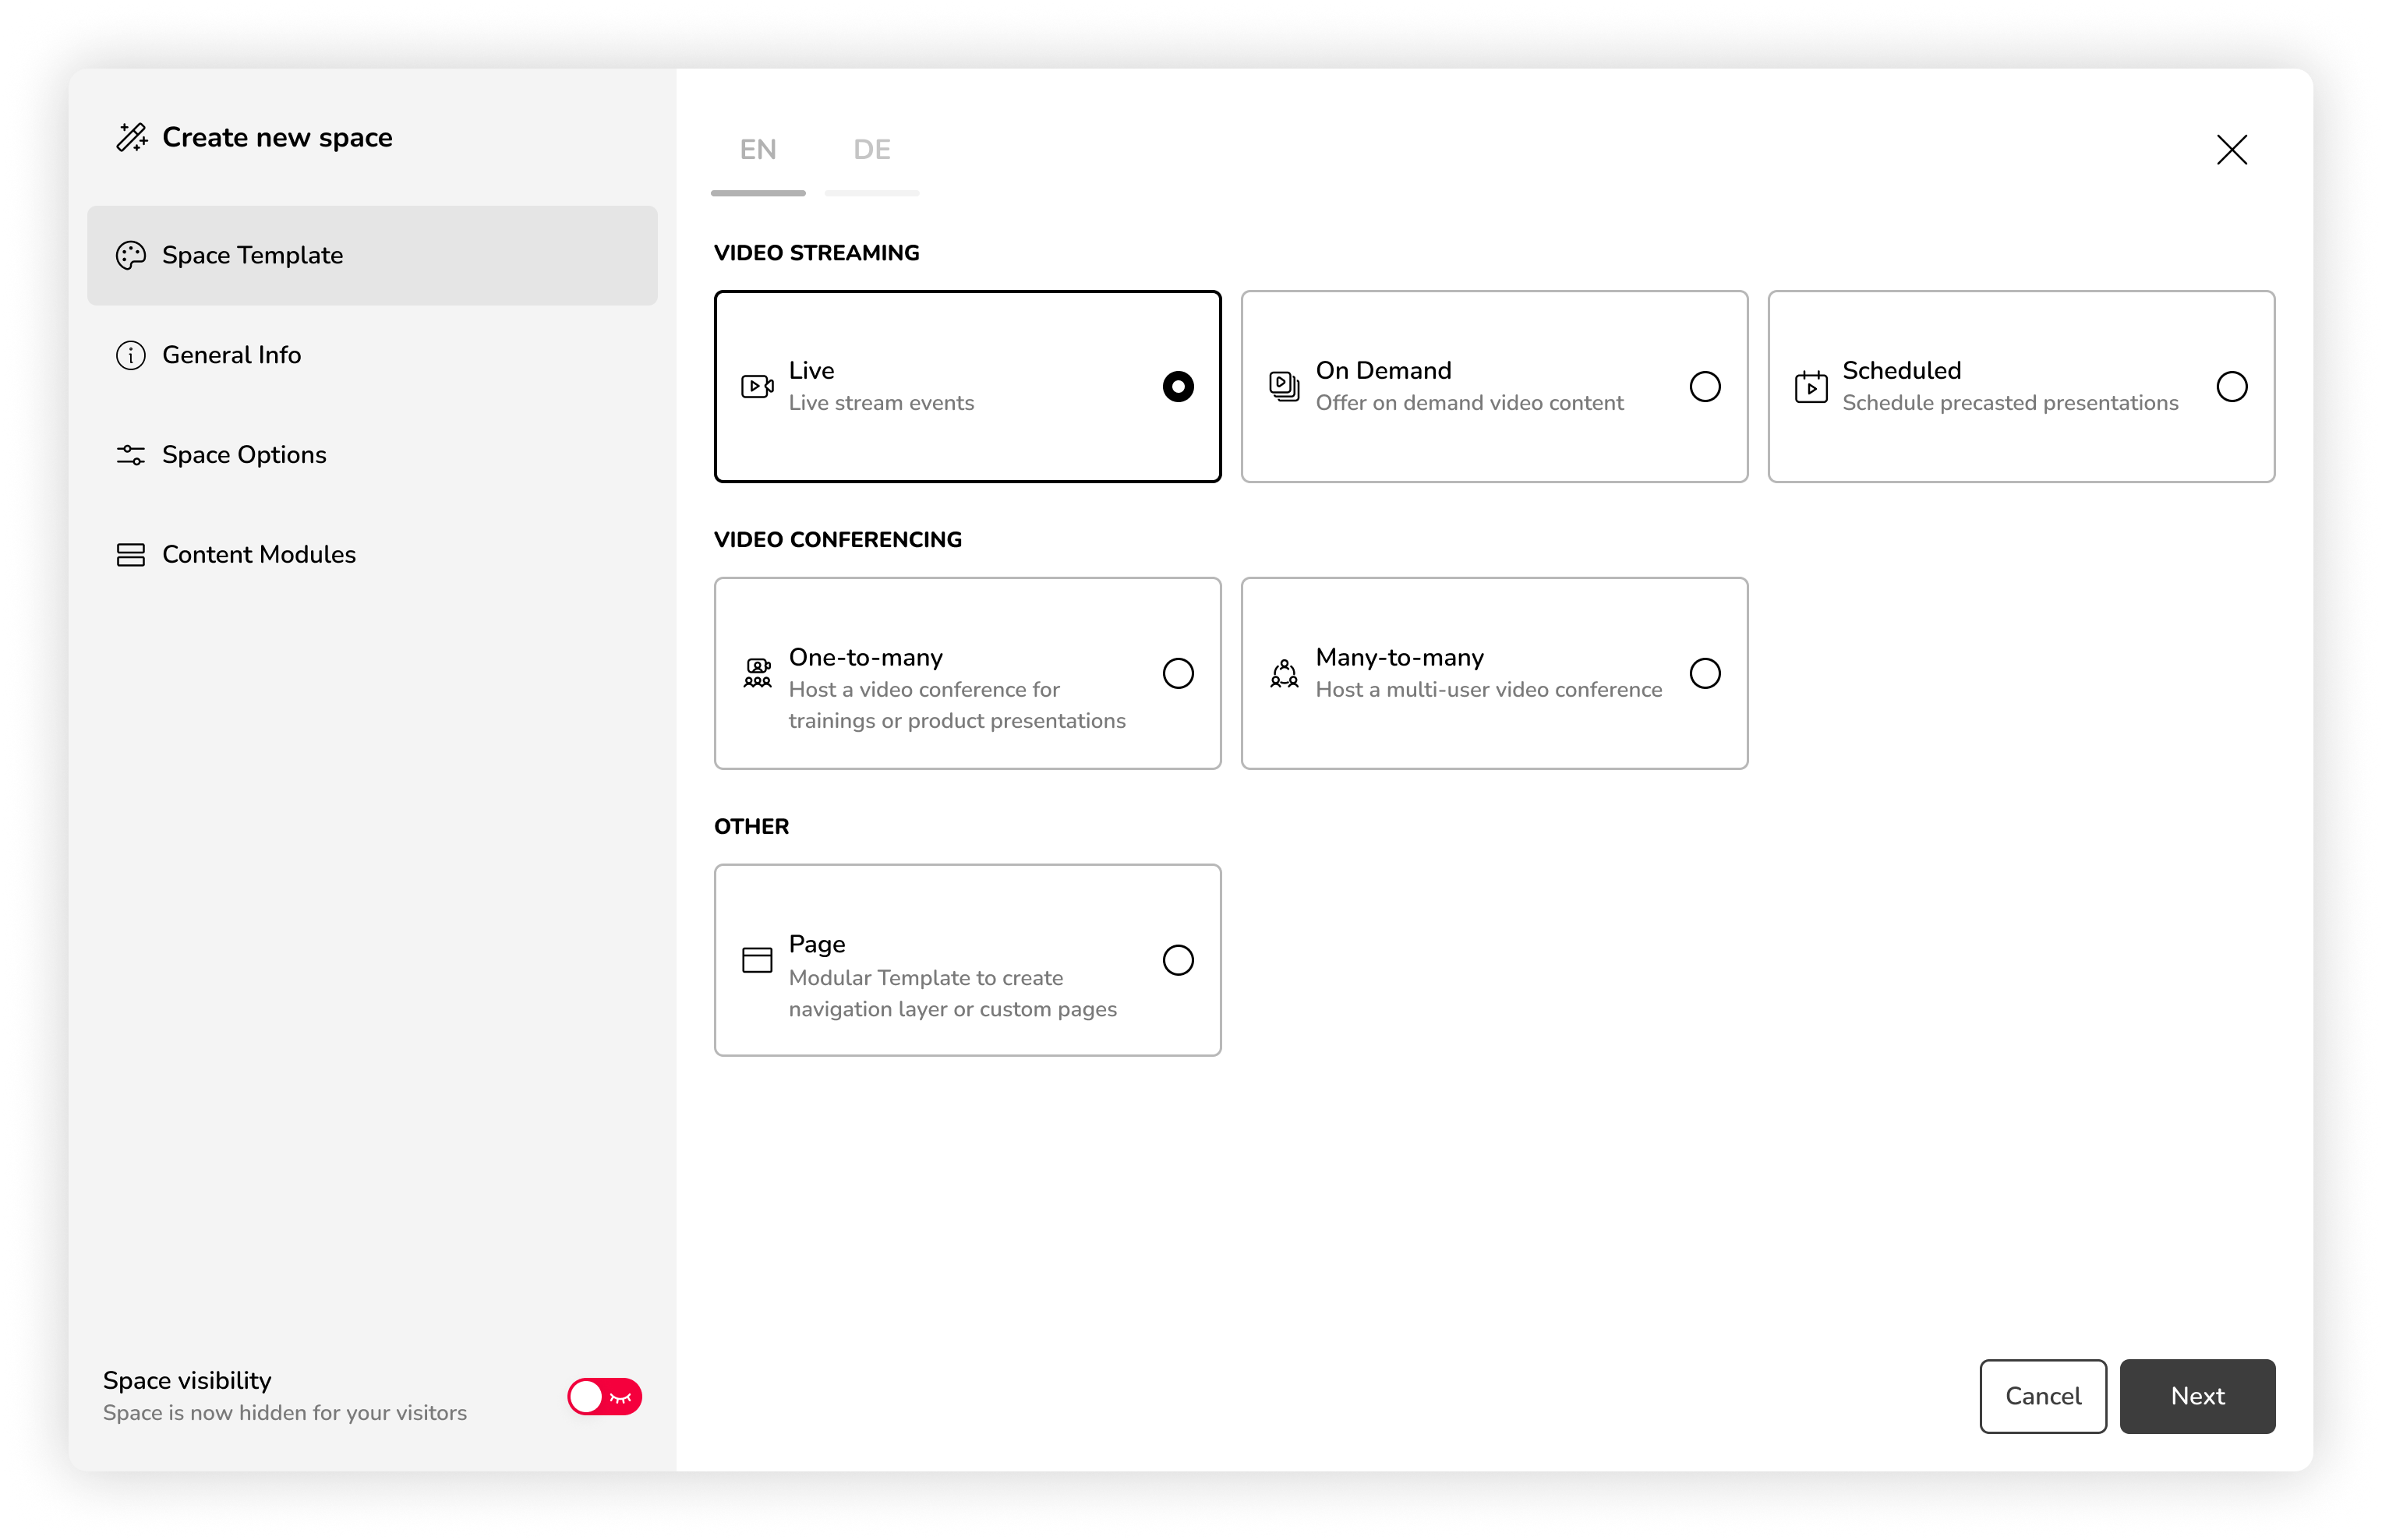 Create new space
Space Template
General Info
Space Options
Content Modules
Space visibility
Space is now hidden for your visitors
EN
DE
VIDEO STREAMING
Live
Live stream events
On Demand
Offer on demand video content
Scheduled
Schedule precasted presentations
VIDEO CONFERENCING
One-to-many
Host a video conference for
trainings or product presentations
Many-to-many
Host a multi-user video conference
OTHER
Page
Modular Template to create
navigation layer or custom pages
Cancel
Next